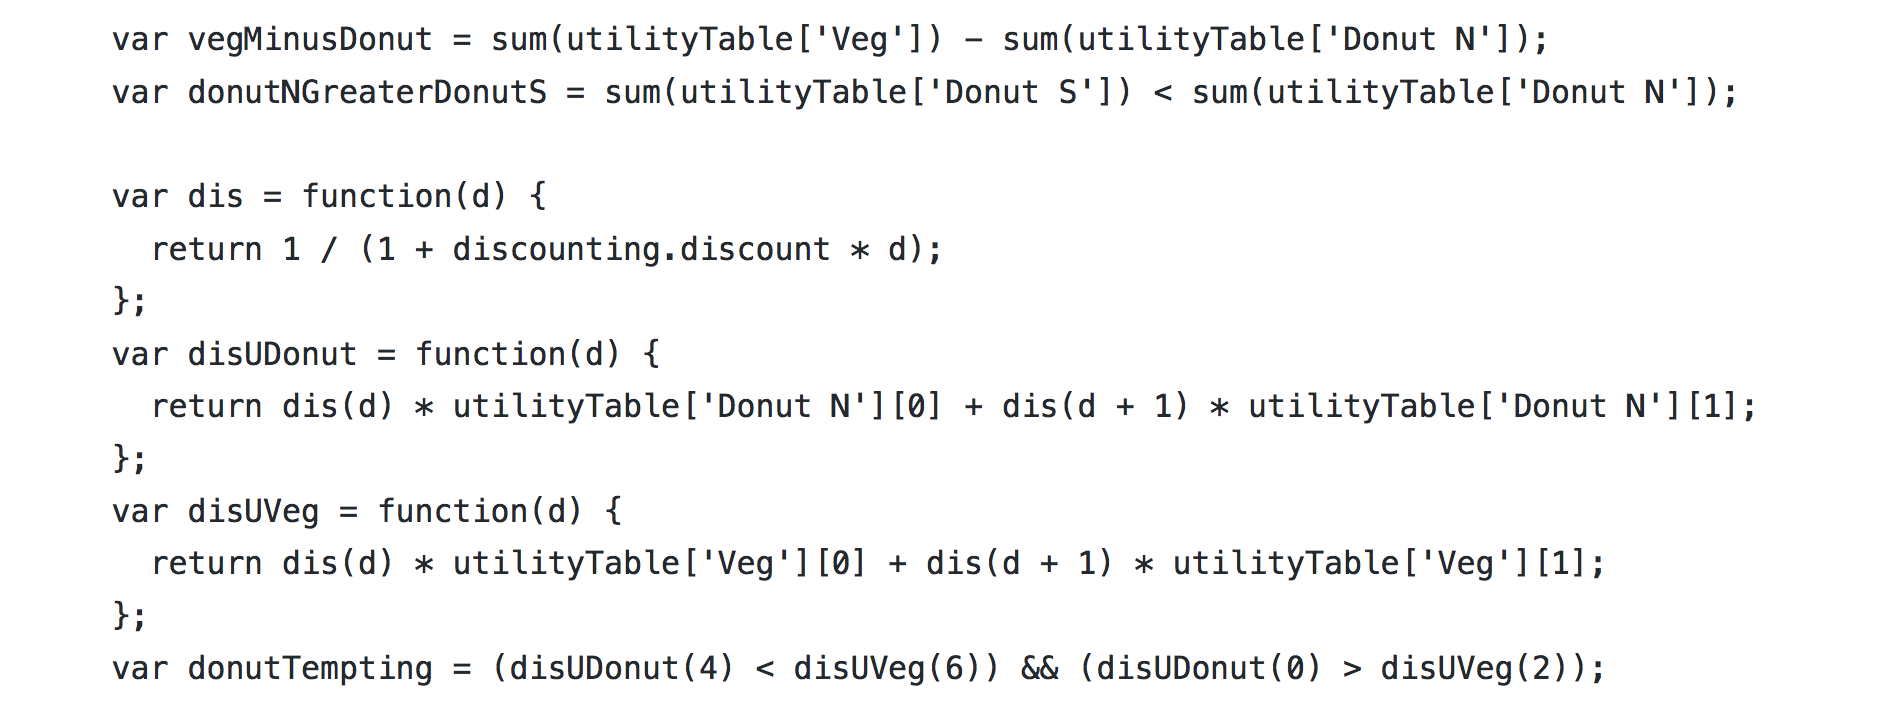 var vegMinusDonut = sum(utilityTable['Veg']) - sum(utilityTable['Donut N']);
var donutNGreaterDonutS = sum(utilityTable['Donut S']) < sum(utilityTable['Donut N']);

var dis = function(d) {
  return 1 / (1 + discounting.discount * d);
};
var disUDonut = function(d) {
  return dis(d) * utilityTable['Donut N'][0] + dis(d + 1) * utilityTable['Donut N'][1];
};
var disUVeg = function(d) {
  return dis(d) * utilityTable['Veg'][0] + dis(d + 1) * utilityTable['Veg'][1];
};
var donutTempting = (disUDonut(4) < disUVeg(6)) && (disUDonut(0) > disUVeg(2));